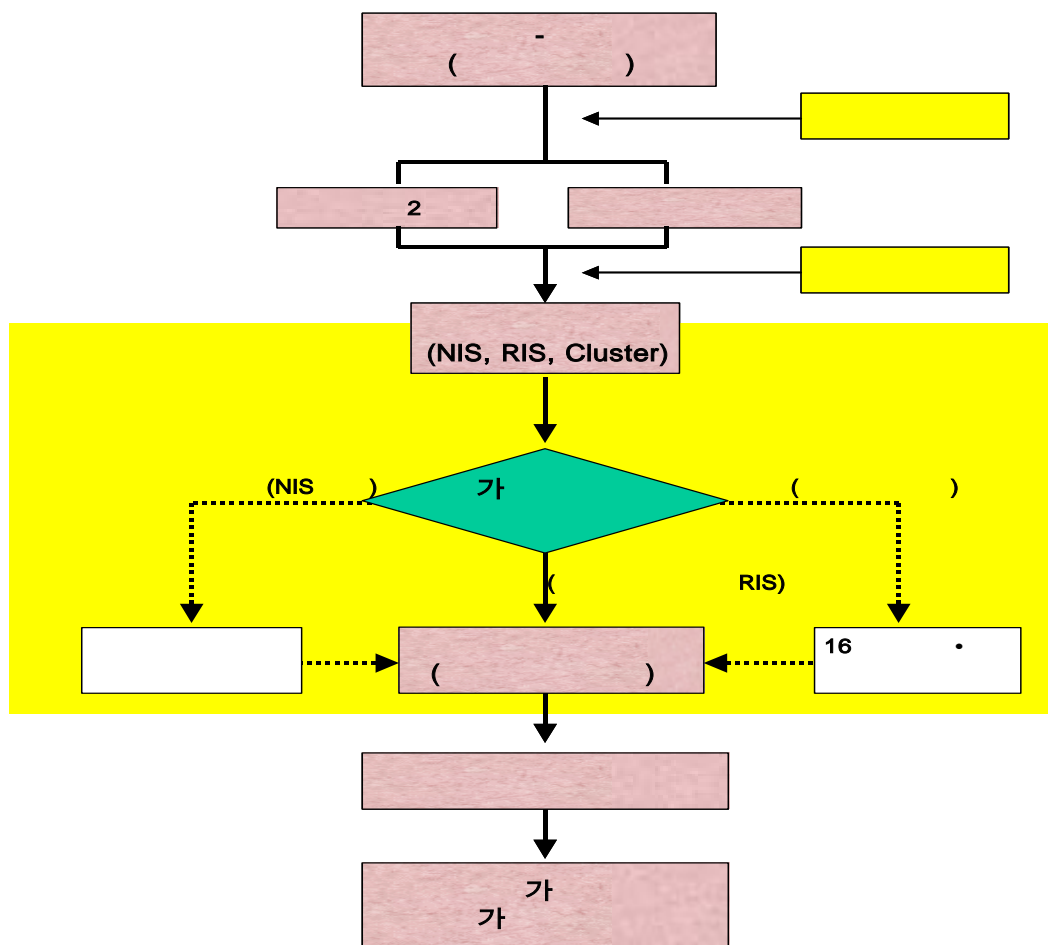 -
( )
2
(NIS, RIS, Cluster)
(NIS )
가
( )
( RIS)
16 •
( )
가
가